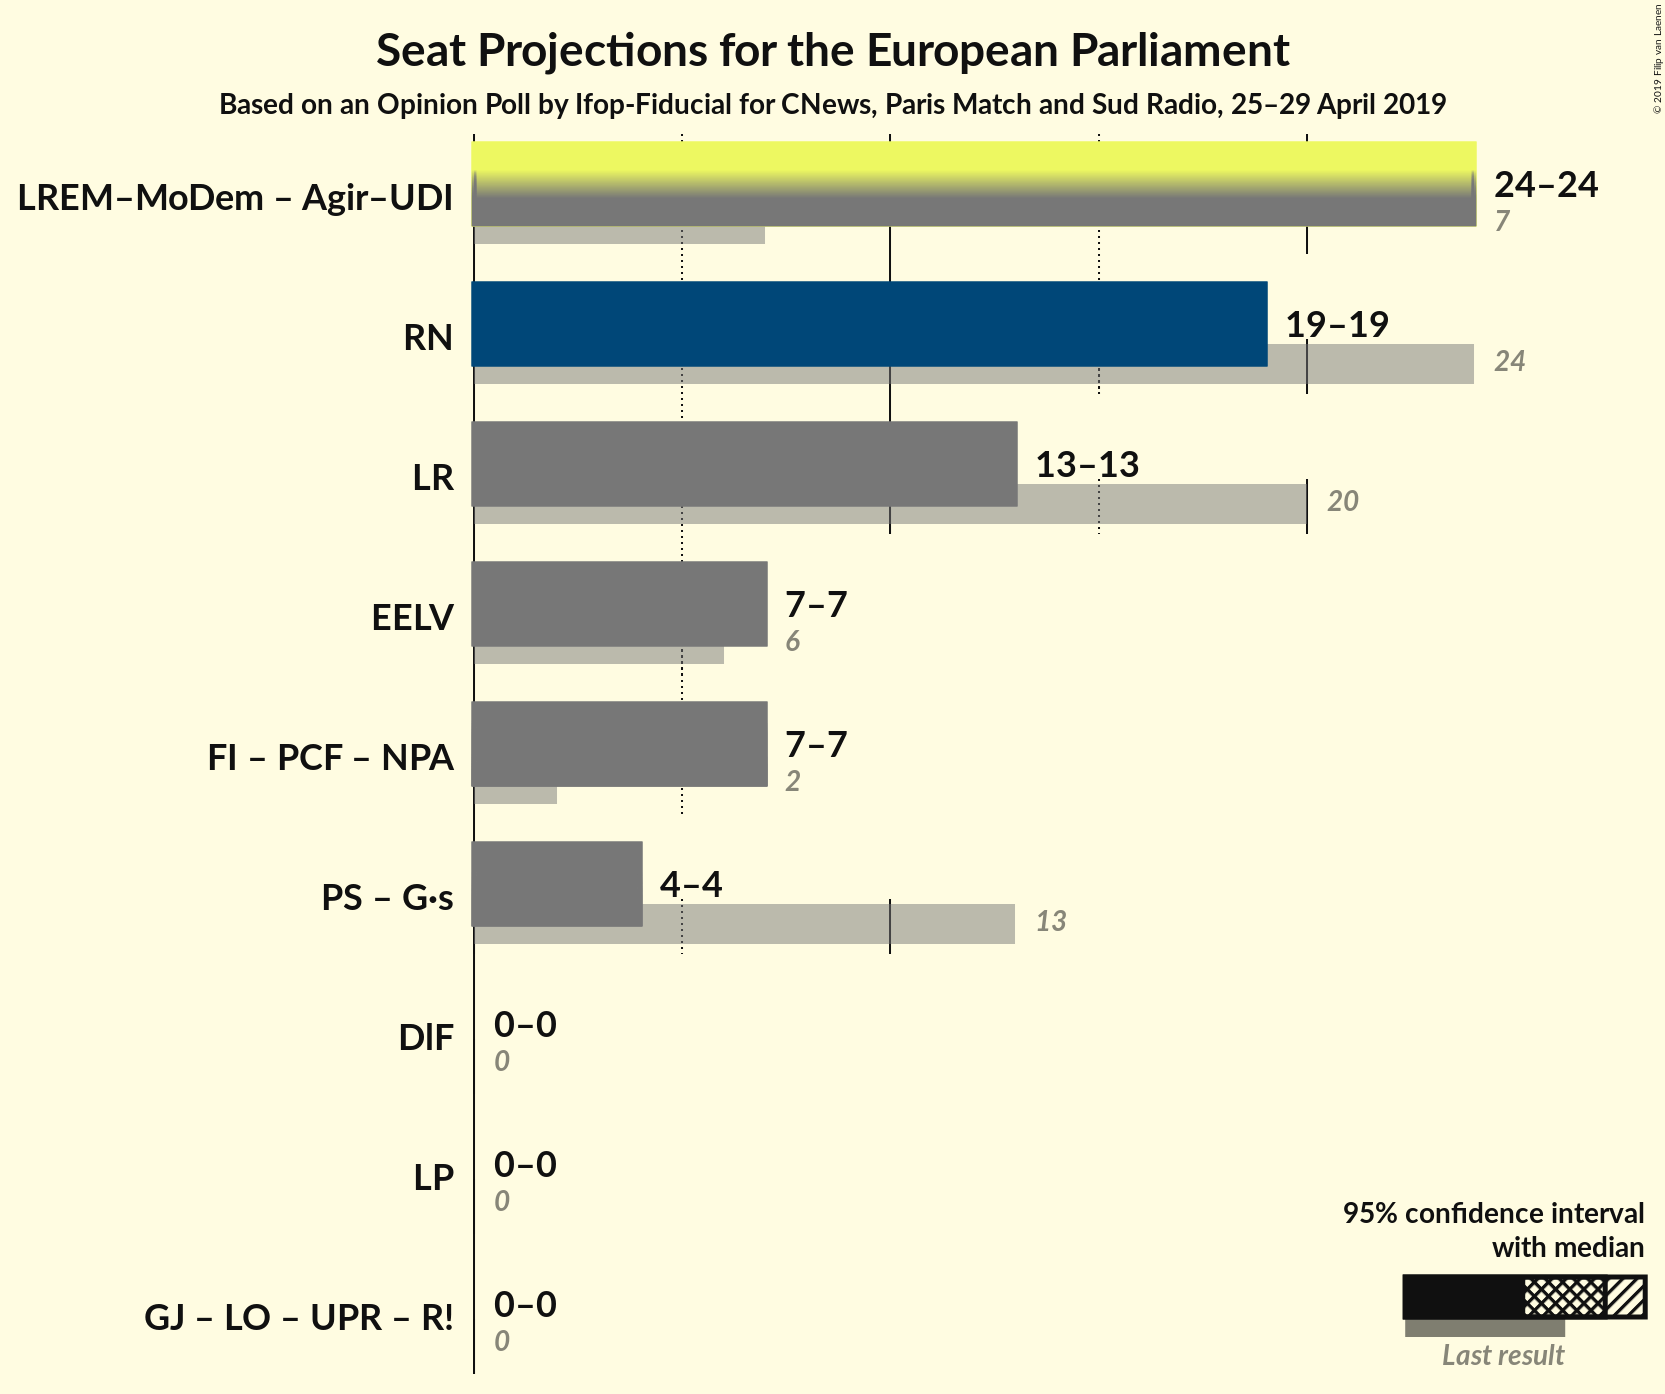 Seat Projections for the European Parliament
Based on an Opinion Poll by Ifop-Fiducial for CNews, Paris Match and Sud Radio, 25–29 April 2019
© 2019 Filip van Laenen
LREM–MoDem – Agir–UDI
24–24
7
RN
19–19
24
LR
13–13
20
EELV
7–7
6
FI – PCF – NPA
7–7
2
PS – G·s
4–4
13
DlF
0–0
0
LP
0–0
0
GJ – LO – UPR – R!
0–0
0
95% confidence interval
with median
Last result